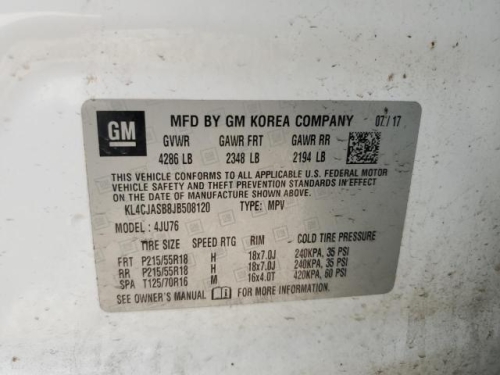 GM
MFD BY GM KOREA COMPANY 07/17
GVWR GAWR FRT GAWR RR
4286 LB 2348 LB 2194 LB
THIS VEHICLE CONFORMS TO ALL APPLICABLE U.S. FEDERAL MOTOR
VEHICLE SAFETY AND THEFT PREVENTION STANDARDS IN EFFECT
ON THE DATE OF MANUFACTURE SHOWN ABOVE.
KL4CJASB8JB508120 TYPE: MPV
MODEL: 4JU76
TIRE SIZE SPEED RTG RIM COLD TIRE PRESSURE
FRT P215/55R18 H 18x7.0J 240KPA, 35 PSI
RR P215/55R18 H 18x7.0J 240KPA, 35 PSI
SPA T125/70R16 M 16x4.0T 420KPA, 60 PSI
SEE OWNER'S MANUAL FOR MORE INFORMATION.